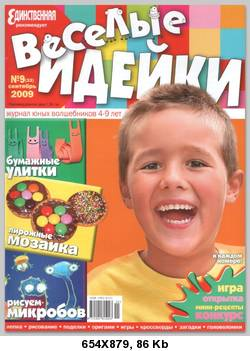 Единственная
рекомендует
Весёлые
идейки
№9
сентябрь
2009
журнал юных волшебников 4-9 лет
бумажные
улитки
пирожные
мозаика
рисуем
микробов
в каждом
номере:
игра
открытка
мини-рецепты
конкурс
лепка • рисование • поделки • оригами • игры • кроссворды • загадки • головоломки
654X879, 86 Kb